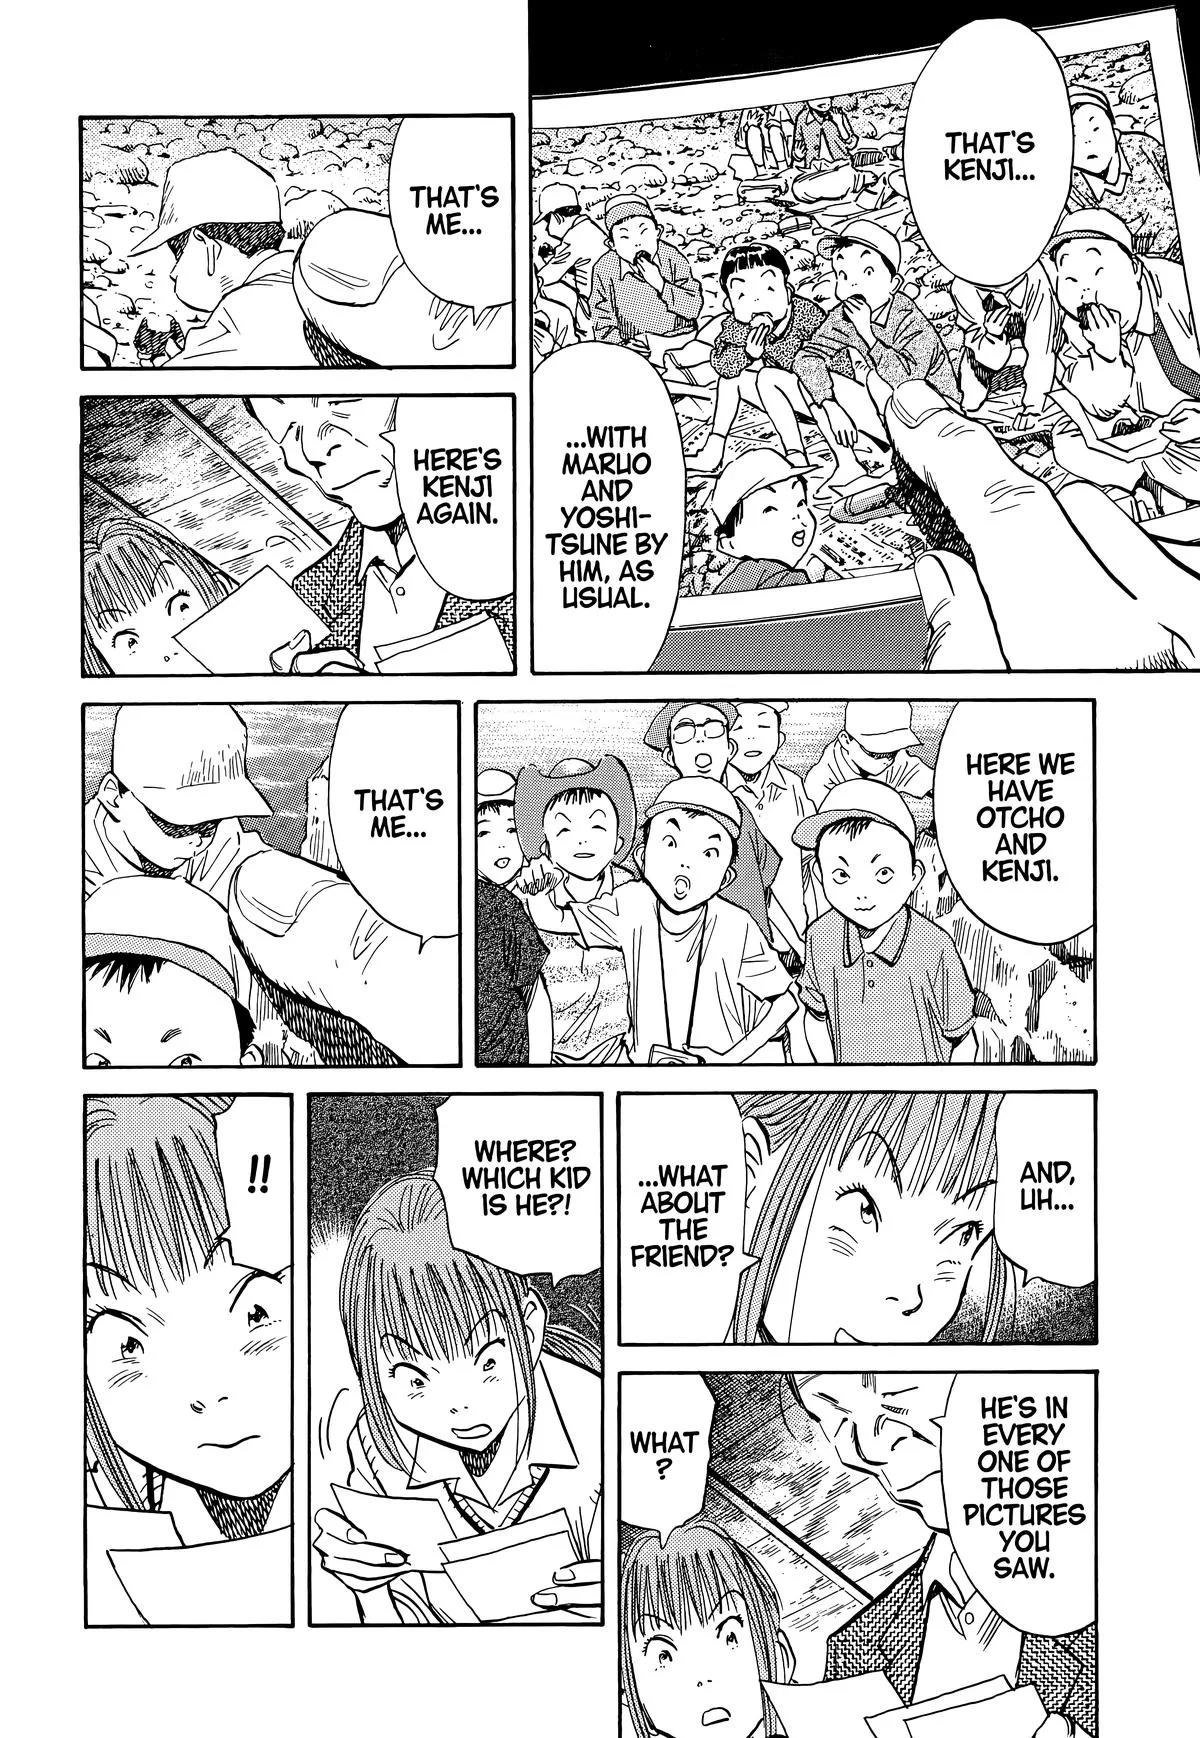 THAT'S
KENJI...
...WITH
MARUO
AND
YOSHI-
TSUNE BY
HIM, AS
USUAL.
THAT'S
ME...
HERE'S
KENJI
AGAIN.
HERE WE
HAVE
OTCHO
AND
KENJI.
THAT'S
ME...
AND,
UH...
...WHAT
ABOUT
THE
FRIEND?
HE'S IN
EVERY
ONE OF
THOSE
PICTURES
YOU
SAW.
WHAT
?
WHERE?
WHICH KID
IS HE?!
!!